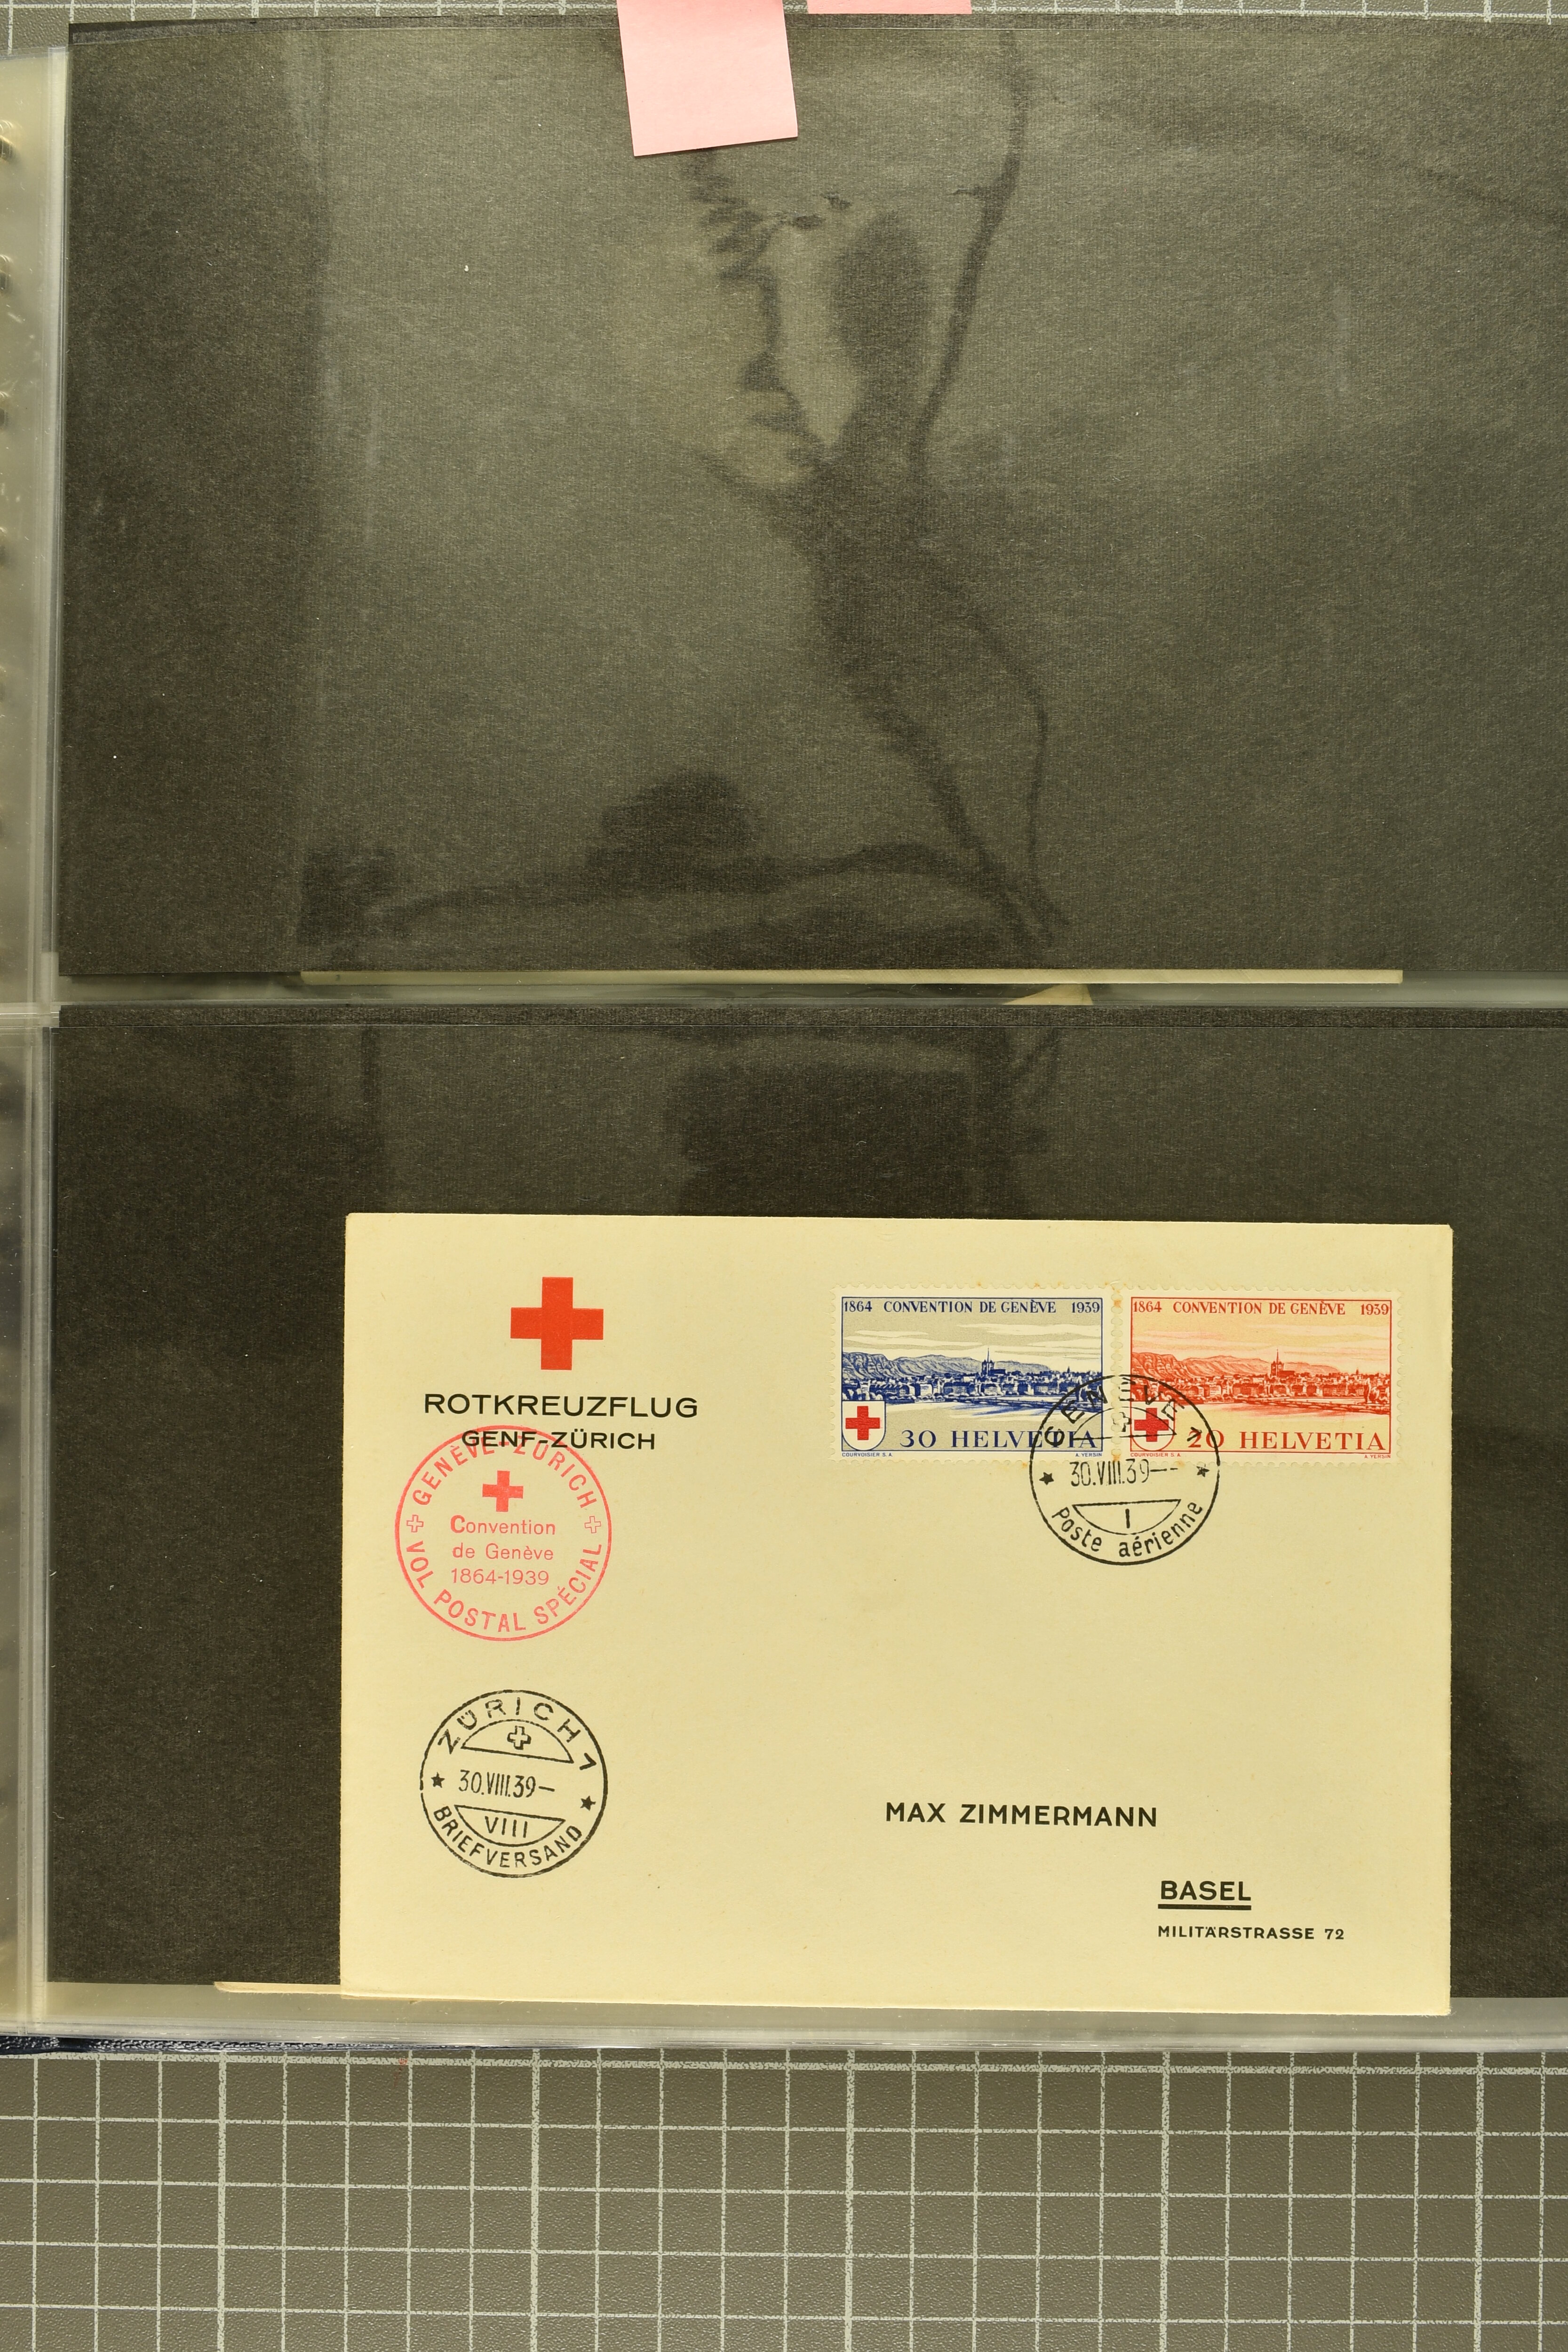 ROTKREUZFLUG
GENF-ZÜRICH
GENÈVE-ZÜRICH
Convention
de Genève
1864-1939
VOL POSTAL SPÉCIAL
1864 CONVENTION DE GENÈVE 1939
30 HELVETIA
COURVOISIER S.A. A. YERSIN
1864 CONVENTION DE GENÈVE 1939
20 HELVETIA
COURVOISIER S.A. A. YERSIN
GENÈVE 1
30.VIII.39--
I
Poste aérienne
ZÜRICH 1
30.VIII.39-
VIII
BRIEFVERSAND
MAX ZIMMERMANN
BASEL
MILITÄRSTRASSE 72